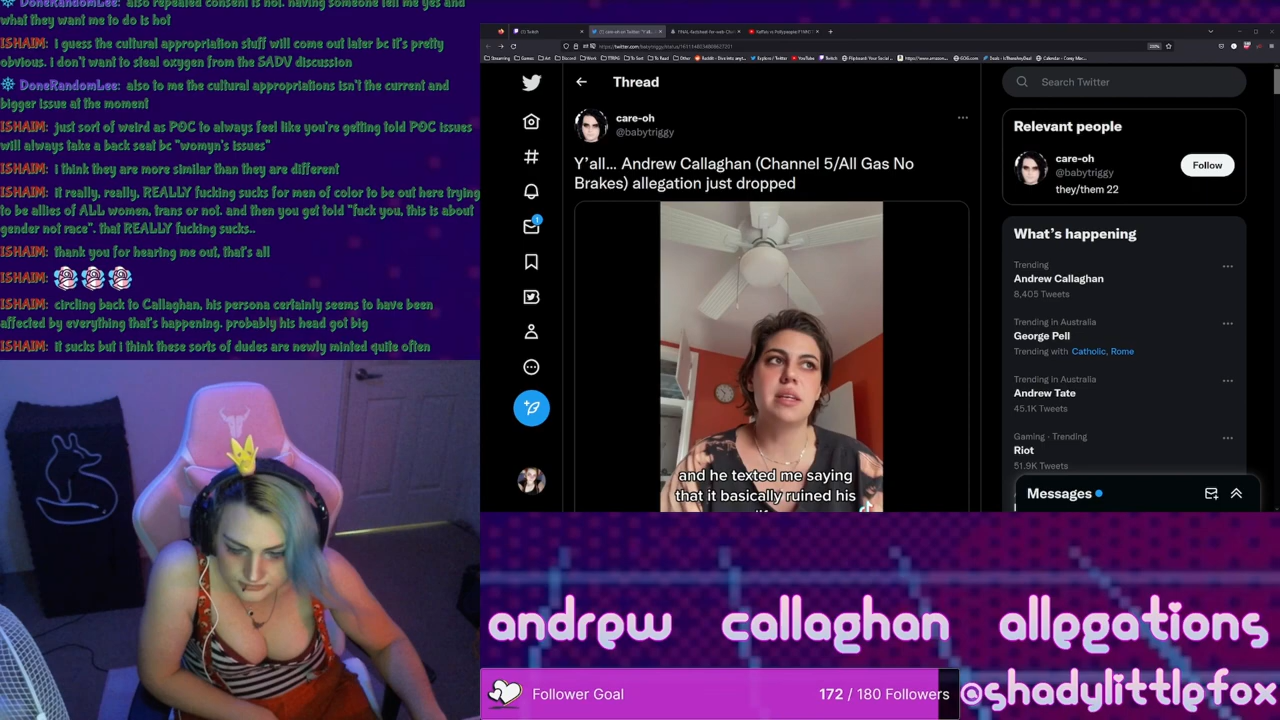 DoneRandomLee: also repeated consent is hot. having someone tell me yes and
what they want me to do is hot
ISHAIM: i guess the cultural appropriation stuff will come out later bc it's pretty
obvious. i don't want to steal oxygen from the SADV discussion
DoneRandomLee: also to me the cultural appropriations isn't the current and
bigger issue at the moment
ISHAIM: just sort of weird as POC to always feel like you're getting told POC issues
will always take a back seat bc "womyn's issues"
ISHAIM: i think they are more similar than they are different
ISHAIM: it really, really, REALLY fucking sucks for men of color to be out here trying
to be allies of ALL women, trans or not. and then you get told "fuck you, this is about
gender not race". that REALLY fucking sucks..
ISHAIM: thank you for hearing me out, that's all
ISHAIM:
ISHAIM: circling back to Callaghan, his persona certainly seems to have been
affected by everything that's happening. probably his head got big
ISHAIM: it sucks but i think these sorts of dudes are newly minted quite often
Thread
care-oh
@babytriggy
Y'all... Andrew Callaghan (Channel 5/All Gas No
Brakes) allegation just dropped
and he texted me saying
that it basically ruined his
Search Twitter
Relevant people
care-oh
@babytriggy
Follow
they/them 22
What's happening
Trending
Andrew Callaghan
8,405 Tweets
Trending in Australia
George Pell
Trending with Catholic, Rome
Trending in Australia
Andrew Tate
45.1K Tweets
Gaming · Trending
Riot
51.9K Tweets
Messages
andrew callaghan allegations
Follower Goal
172 / 180 Followers
@shadylittlefox